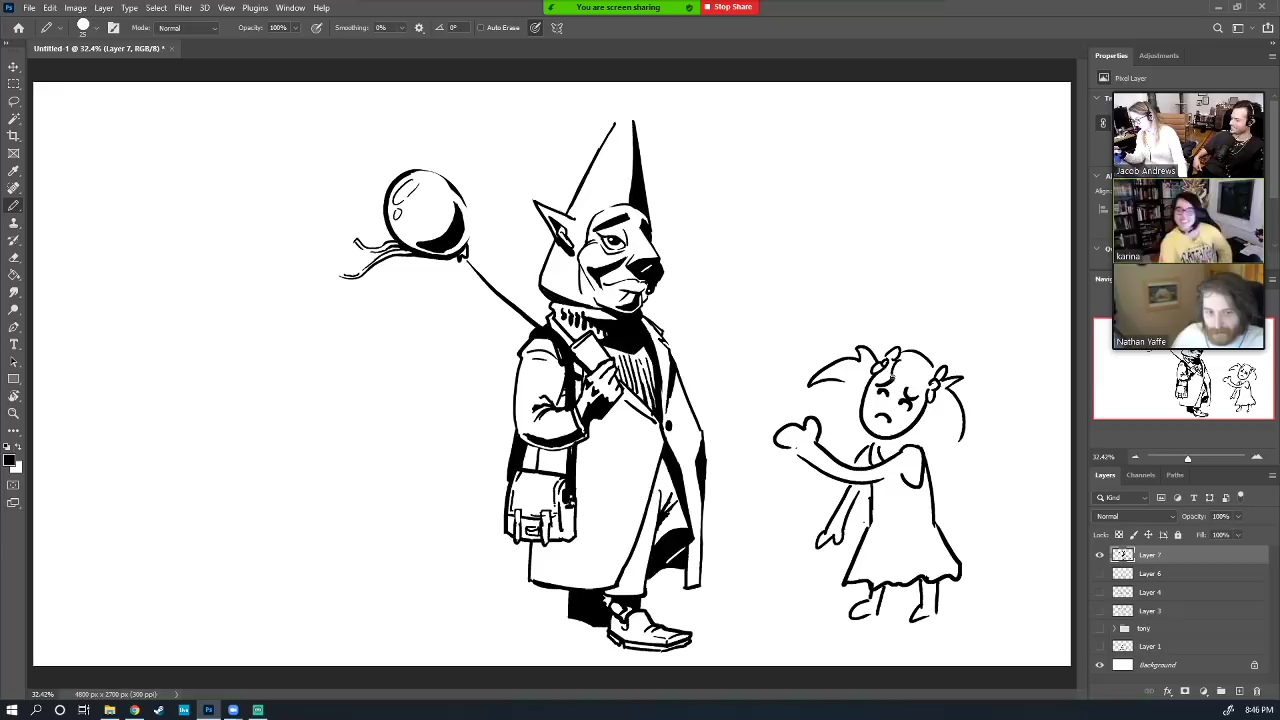 File Edit Image Layer Type Select Filter 3D View Plugins Window Help
You are screen sharing
Stop Share
25
Mode: Normal
Opacity: 100%
Smoothing: 0%
0°
Auto Erase
Untitled-1 @ 32.4% (Layer 7, RGB/8) *
Properties
Adjustments
Pixel Layer
Jacob Andrews
karina
Nathan Yaffe
32.42%
Layers
Channels
Paths
Kind
Normal
Opacity: 100%
Lock:
Fill: 100%
Layer 7
Layer 6
Layer 4
Layer 3
tony
Layer 1
Background
32.42%
4800 px x 2700 px (300 ppi)
8:46 PM